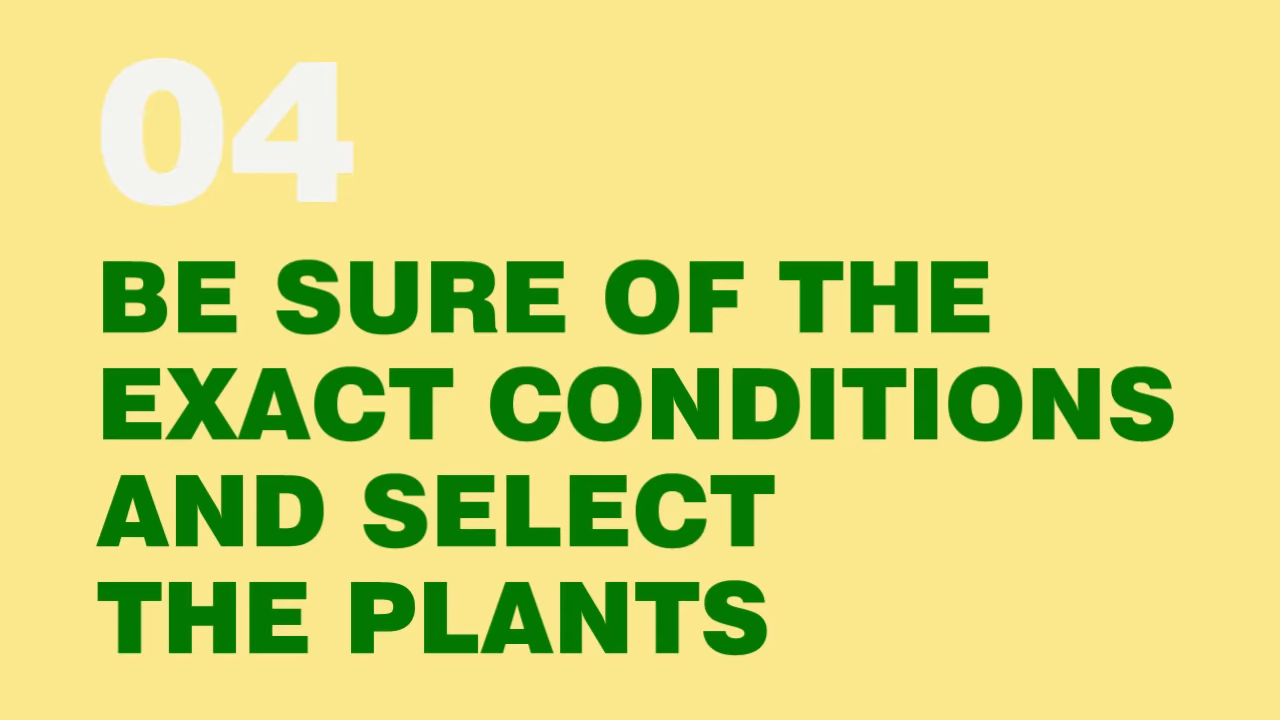 04
BE SURE OF THE
EXACT CONDITIONS
AND SELECT
THE PLANTS